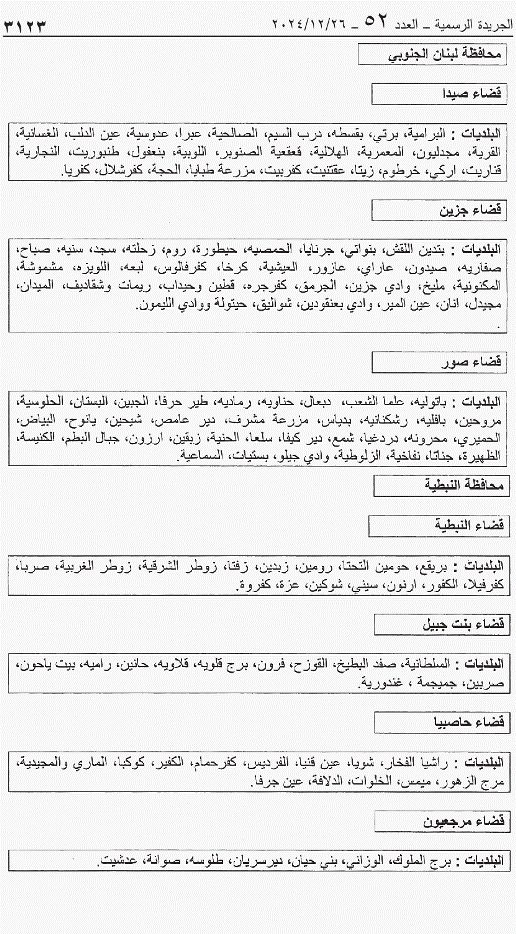 الجريدة الرسمية ــ العدد ٥٢ ــ ٢٠٢٤/١٢/٢٦
٣١٢٣
محافظة لبنان الجنوبي
قضاء صيدا
البلديات : البرامية، برتي، بقسطه، درب السيم، الصالحية، عبرا، عدوسية، عين الدلب، الغسانية،
القرية، مجدليون، المعمرية، الهلالية، قعقعية الصنوبر، اللوبية، بنعفول، طنبوريت، النجارية،
قناريت، اركي، خرطوم، زيتا، عقتنيت، كفربيت، مزرعة طبايا، الحجة، كفرشلال، كفريا.
قضاء جزين
البلديات : بتدين اللقش، بنواتي، جرنايا، الحمصيه، حيطورة، روم، زحلته، سجد، سنيه، صباح،
صفاريه، صيدون، عاراي، عازور، العيشية، كرخا، كفرفالوس، لبعه، اللويزه، مشموشة،
المكنونية، مليخ، وادي جزين، الجرمق، كفرجره، قطين وحيداب، ريمات وشقاديف، الميدان،
مجيدل، انان، عين المير، وادي بعنقودين، شواليق، حيتولة ووادي الليمون.
.
قضاء صور
البلديات : باتوليه، علما الشعب، دبعال، حناويه، رماديه، طير حرفا، الجبين، البستان، الحلوسية،
مروحين، بافليه، رشكنانيه، بدياس، مزرعة مشرف، دير عامص، شيحين، يانوح، البياض،
الحميري، محرونه، دردغيا، شمع، دير كيفا، سلعا، الحنية، زبقين، ارزون، جبال البطم، الكنيسة،
الظهيرة، جناتا، نفاخية، الزلوطية، وادي جيلو، بستيات، السماعية.
محافظة النبطية
قضاء النبطية
البلديات : بريقع، حومين التحتا، رومين، زبدين، زفتا، زوطر الشرقية، زوطر الغربية، صربا،
كفرفيلا، الكفور، ارنون، سيني، شوكين، عزة، كفروة.
قضاء بنت جبيل
البلديات : السلطانية، صفد البطيخ، القوزح، فرون، برج قلويه، قلاويه، حانين، راميه، بيت ياحون،
صربين، جميجمة ، غندورية.
قضاء حاصبيا
البلديات : راشيا الفخار، شويا، عين قنيا، الفرديس، كفرحمام، الكفير، كوكبا، الماري والمجيدية،
مرج الزهور، ميمس، الخلوات، الدلافة، عين جرفا.
قضاء مرجعيون
البلديات : برج الملوك، الوزاني، بني حيان، ديرسريان، طلوسه، صوانة، عدشيت.